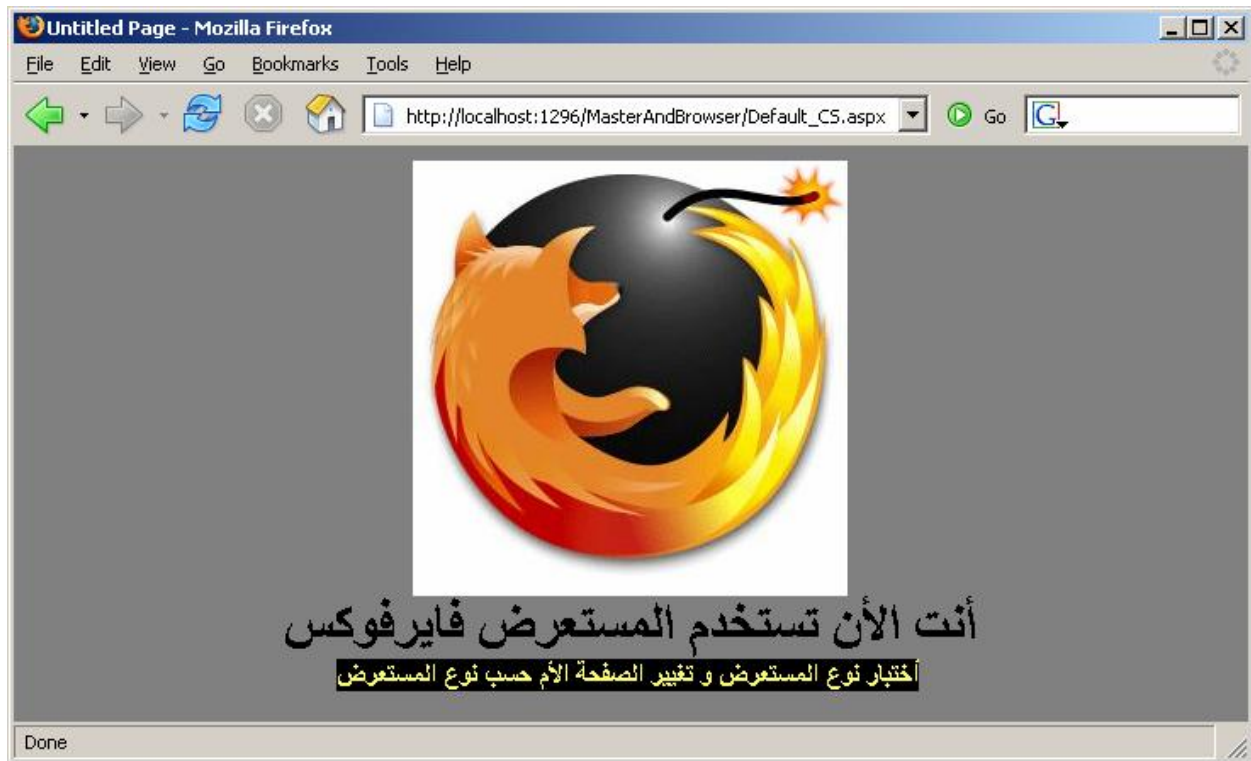 Untitled Page - Mozilla Firefox
File Edit View Go Bookmarks Tools Help
http://localhost:1296/MasterAndBrowser/Default_CS.aspx Go G
أنت الأن تستخدم المستعرض فايرفوكس
أختبار نوع المستعرض و تغيير الصفحة الأم حسب نوع المستعرض
Done